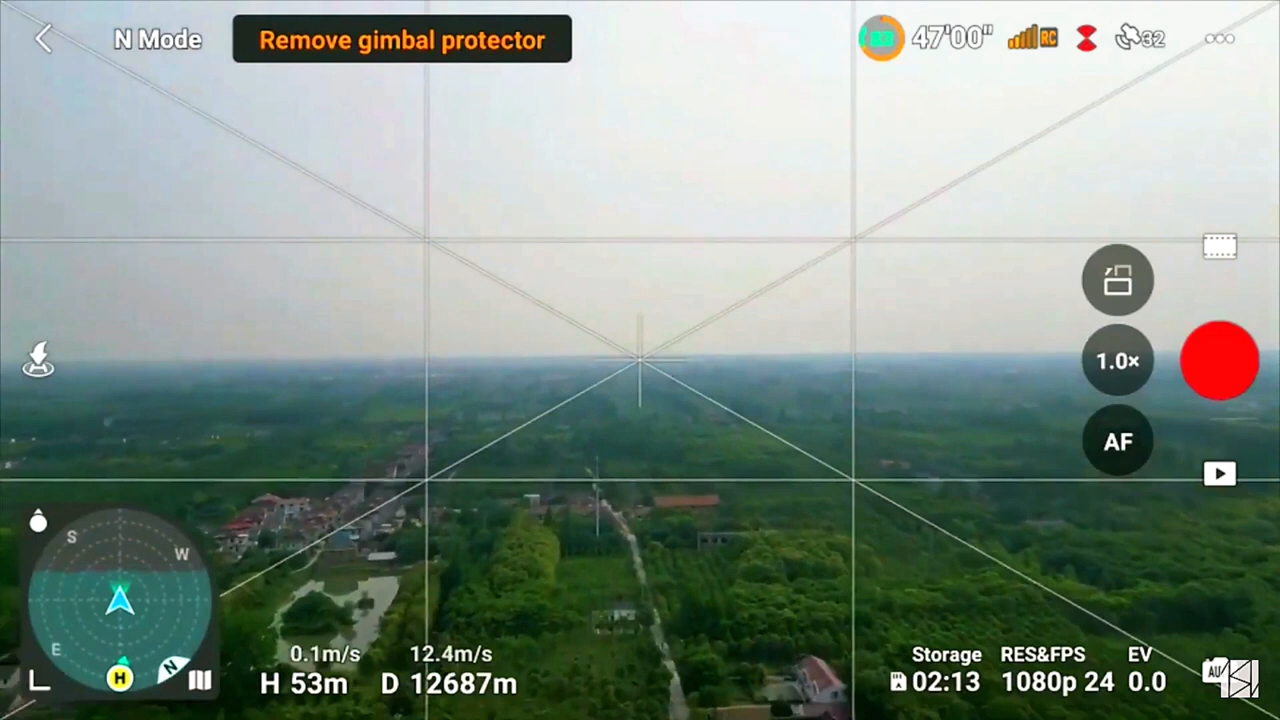 N Mode
Remove gimbal protector
47'00"
RC
32
1.0×
AF
S
W
E
N
H
0.1m/s
12.4m/s
H 53m
D 12687m
Storage
RES&FPS
EV
02:13
1080p 24
0.0